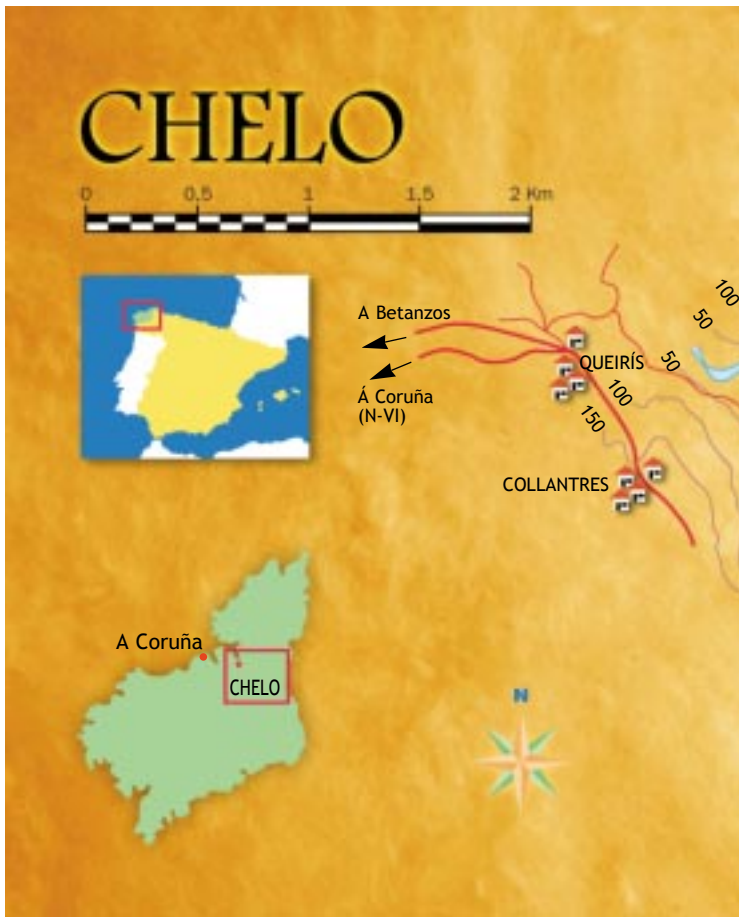 CHELO
0 0,5 1 1,5 2 Km
A Betanzos
Á Coruña
(N-VI)
QUEIRÍS
100
50
50
100
150
COLLANTRES
A Coruña
CHELO
N